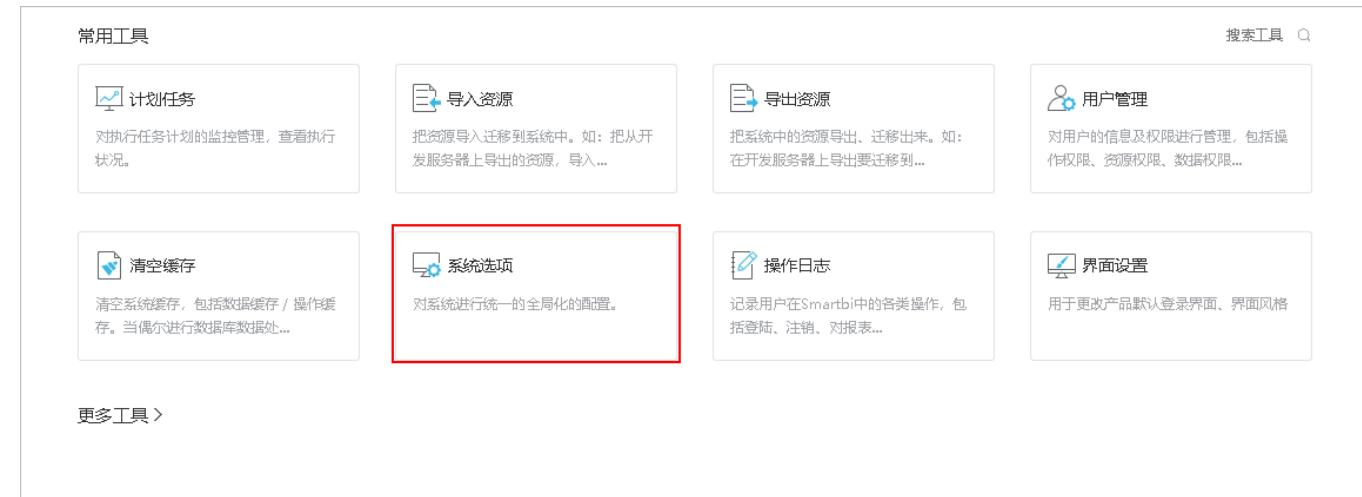 常用工具
搜索工具
计划任务
对执行任务计划的监控管理，查看执行
状况。
导入资源
把资源导入迁移到系统中。如：把从开
发服务器上导出的资源，导入...
导出资源
把系统中的资源导出、迁移出来。如：
在开发服务器上导出要迁移到...
用户管理
对用户的信息及权限进行管理，包括操
作权限、资源权限、数据权限...
清空缓存
清空系统缓存，包括数据缓存 / 操作缓
存。当偶尔进行数据库数据处...
系统选项
对系统进行统一的全局化的配置。
操作日志
记录用户在Smartbi中的各类操作，包
括登陆、注销、对报表...
界面设置
用于更改产品默认登录界面、界面风格
更多工具 >